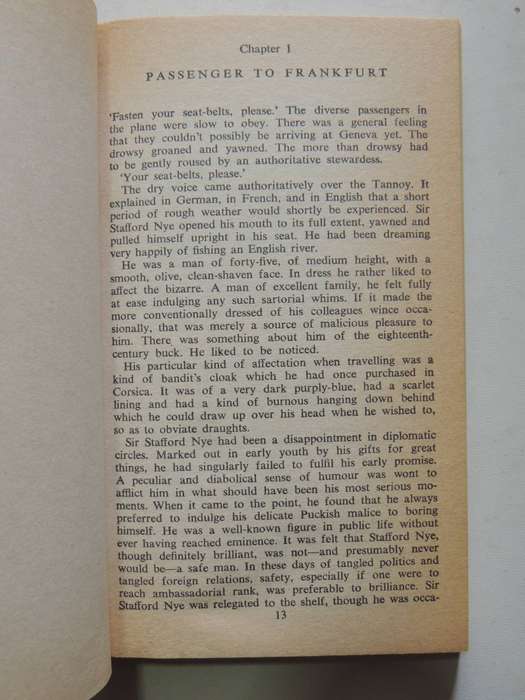 Chapter 1
PASSENGER TO FRANKFURT
'Fasten your seat-belts, please.' The diverse passengers in
the plane were slow to obey. There was a general feeling
that they couldn't possibly be arriving at Geneva yet. The
drowsy groaned and yawned. The more than drowsy had
to be gently roused by an authoritative stewardess.
'Your seat-belts, please.'
The dry voice came authoritatively over the Tannoy. It
explained in German, in French, and in English that a short
period of rough weather would shortly be experienced. Sir
Stafford Nye opened his mouth to its full extent, yawned and
pulled himself upright in his seat. He had been dreaming
very happily of fishing an English river.
He was a man of forty-five, of medium height, with a
smooth, olive, clean-shaven face. In dress he rather liked to
affect the bizarre. A man of excellent family, he felt fully
at ease indulging any such sartorial whims. If it made the
more conventionally dressed of his colleagues wince occa-
sionally, that was merely a source of malicious pleasure to
him. There was something about him of the eighteenth-
century buck. He liked to be noticed.
His particular kind of affectation when travelling was a
kind of bandit's cloak which he had once purchased in
Corsica. It was of a very dark purply-blue, had a scarlet
lining and had a kind of burnous hanging down behind
which he could draw up over his head when he wished to,
so as to obviate draughts.
Sir Stafford Nye had been a disappointment in diplomatic
circles. Marked out in early youth by his gifts for great
things, he had singularly failed to fulfil his early promise.
A peculiar and diabolical sense of humour was wont to
afflict him in what should have been his most serious mo-
ments. When it came to the point, he found that he always
preferred to indulge his delicate Puckish malice to boring
himself. He was a well-known figure in public life without
ever having reached eminence. It was felt that Stafford Nye,
though definitely brilliant, was not—and presumably never
would be—a safe man. In these days of tangled politics and
tangled foreign relations, safety, especially if one were to
reach ambassadorial rank, was preferable to brilliance. Sir
Stafford Nye was relegated to the shelf, though he was occa-
13